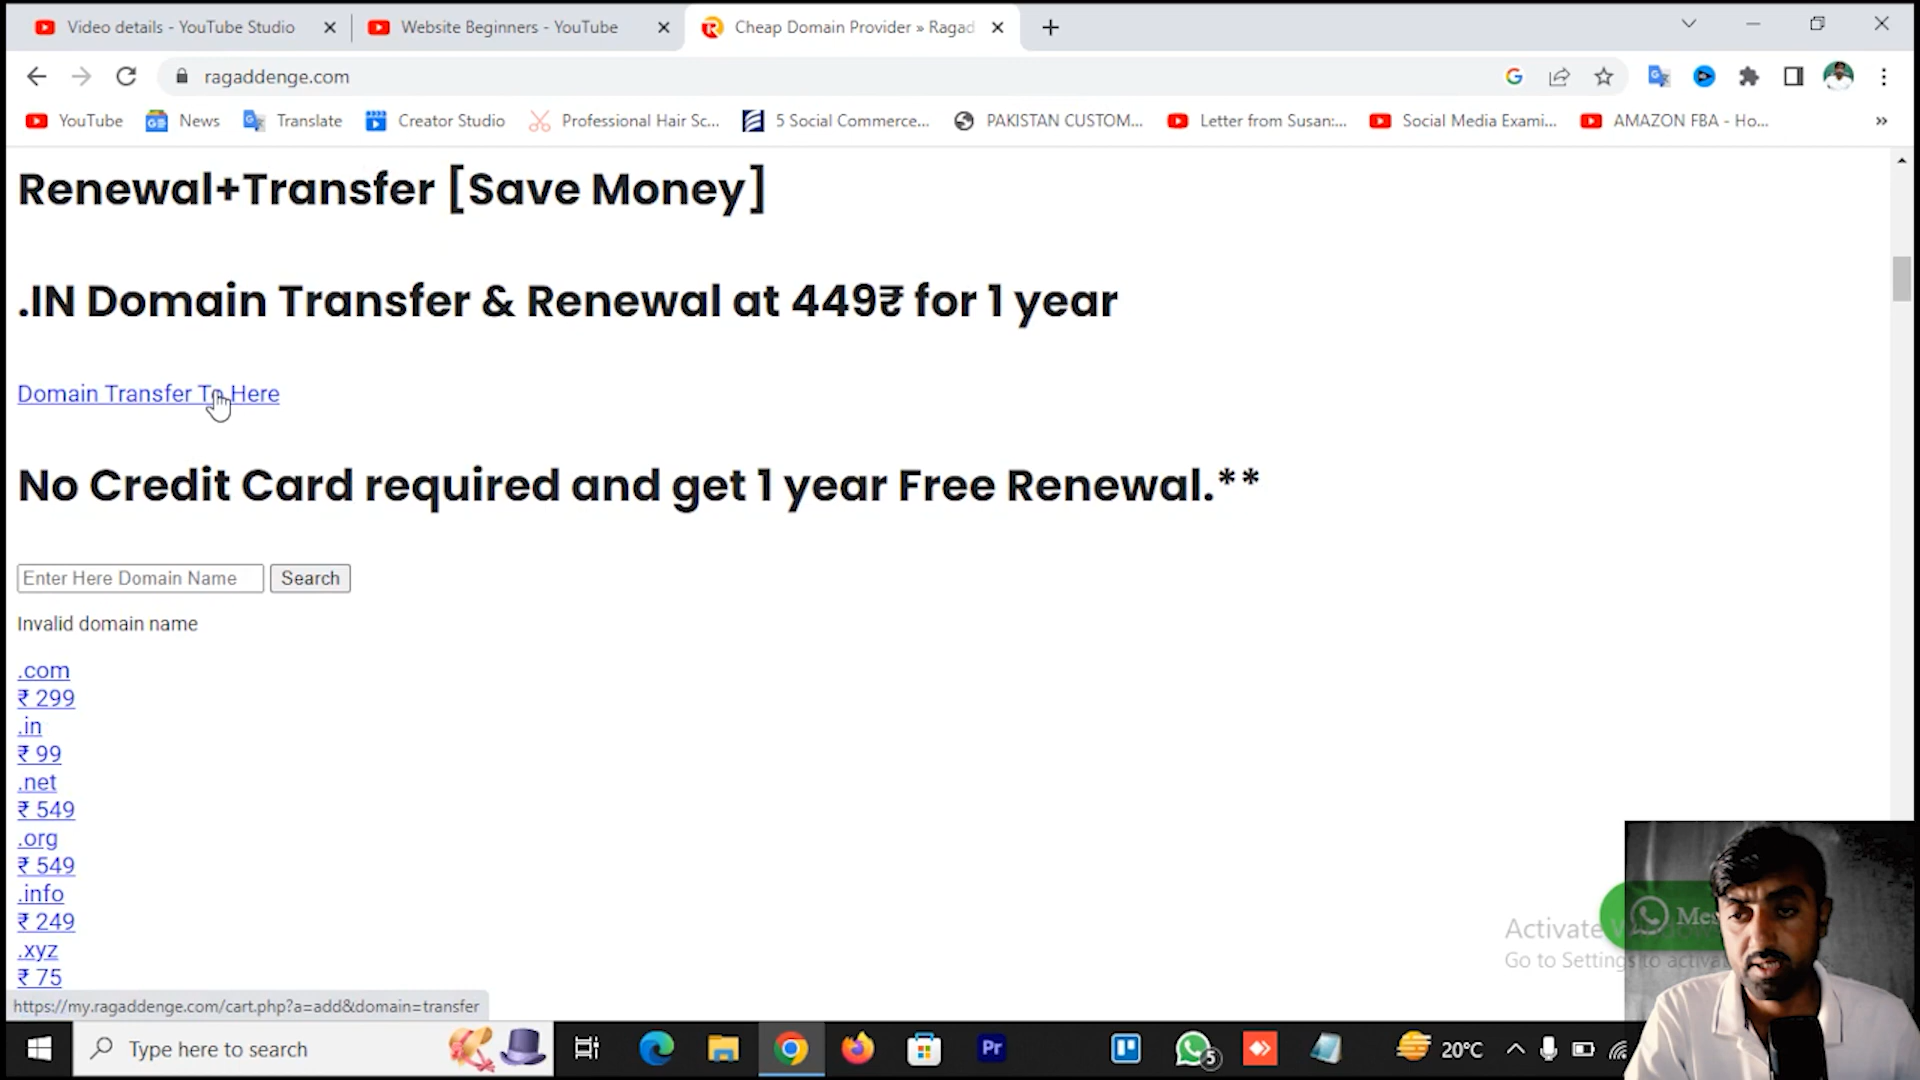 Video details - YouTube Studio
Website Beginners - YouTube
Cheap Domain Provider » Ragad
ragaddenge.com
YouTube
News
Translate
Creator Studio
Professional Hair Sc...
5 Social Commerce...
PAKISTAN CUSTOM...
Letter from Susan:...
Social Media Exami...
AMAZON FBA - Ho...
Renewal+Transfer [Save Money]
.IN Domain Transfer & Renewal at 449₹ for 1 year
Domain Transfer To Here
No Credit Card required and get 1 year Free Renewal.**
Enter Here Domain Name
Search
Invalid domain name
.com
₹ 299
.in
₹ 99
.net
₹ 549
.org
₹ 549
.info
₹ 249
.xyz
₹ 75
Activate
Go to Settings to activa
https://my.ragaddenge.com/cart.php?a=add&domain=transfer
Type here to search
Pr
5
20°C